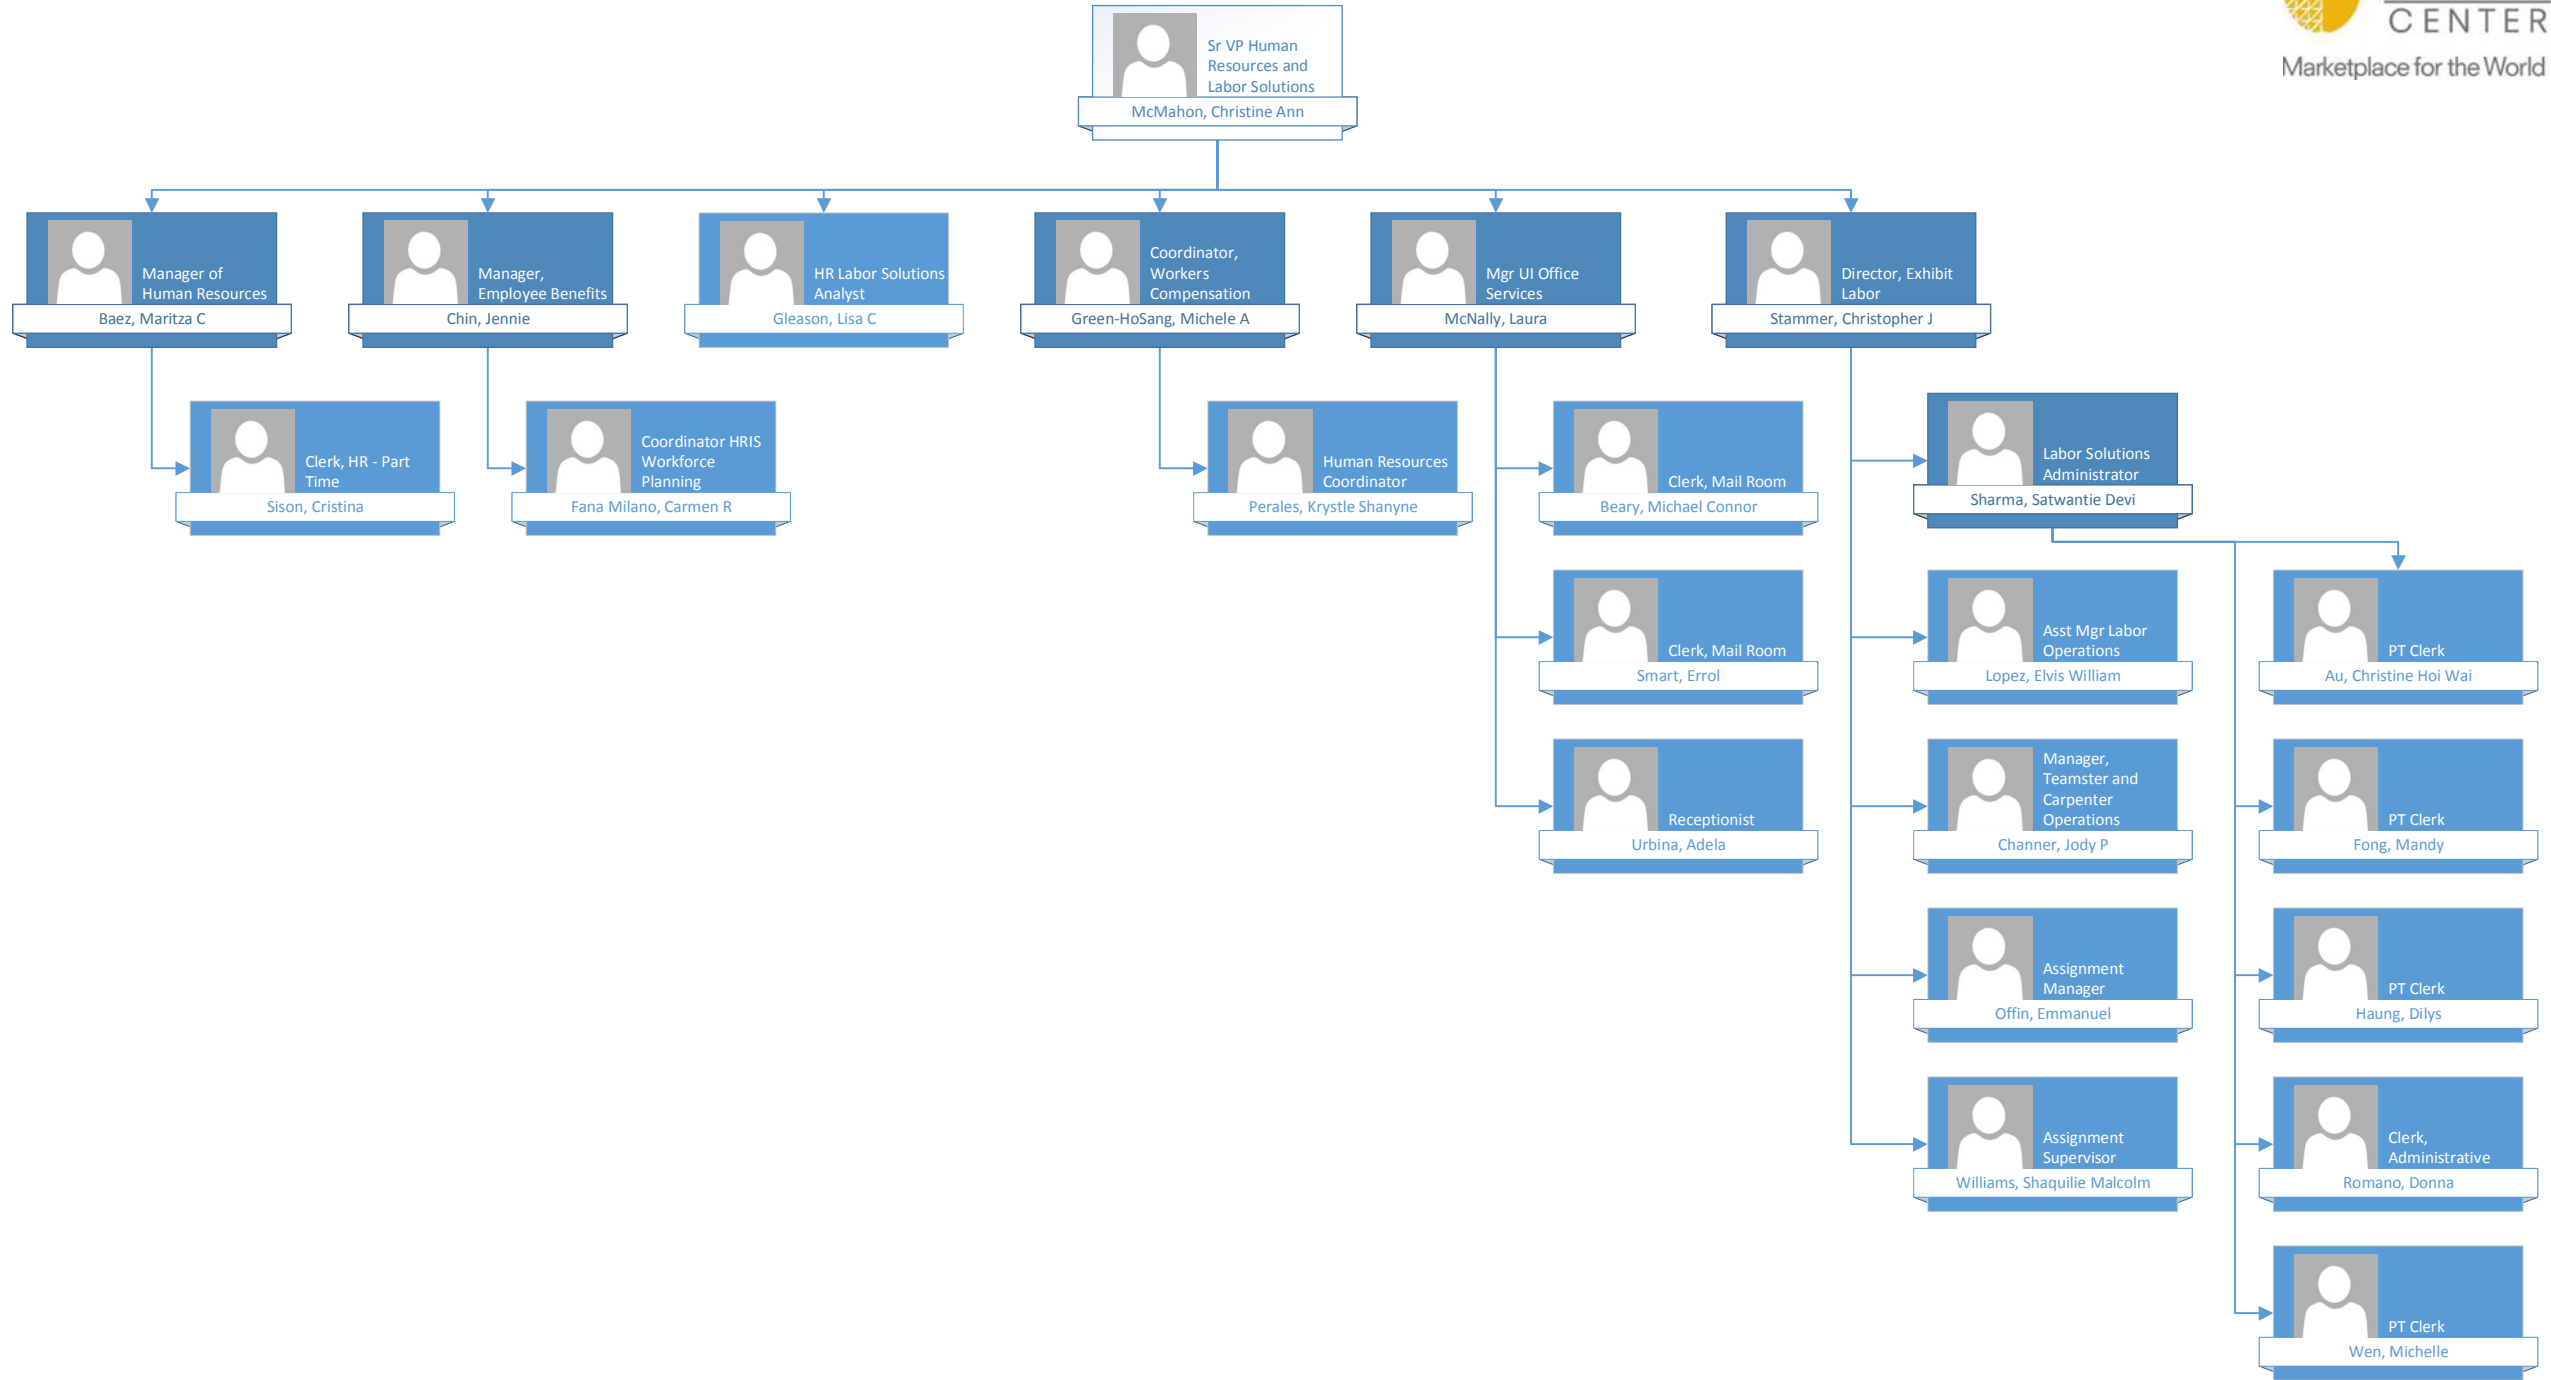 CENTER
Marketplace for the World
Sr VP Human
Resources and
Labor Solutions
McMahon, Christine Ann
Manager of
Human Resources
Baez, Maritza C
Manager,
Employee Benefits
Chin, Jennie
HR Labor Solutions
Analyst
Gleason, Lisa C
Coordinator,
Workers
Compensation
Green-HoSang, Michele A
Mgr UI Office
Services
McNally, Laura
Director, Exhibit
Labor
Stammer, Christopher J
Clerk, HR - Part
Time
Sison, Cristina
Coordinator HRIS
Workforce
Planning
Fana Milano, Carmen R
Human Resources
Coordinator
Perales, Krystle Shanyne
Clerk, Mail Room
Beary, Michael Connor
Labor Solutions
Administrator
Sharma, Satwantie Devi
Clerk, Mail Room
Smart, Errol
Asst Mgr Labor
Operations
Lopez, Elvis William
PT Clerk
Au, Christine Hoi Wai
Receptionist
Urbina, Adela
Manager,
Teamster and
Carpenter
Operations
Channer, Jody P
PT Clerk
Fong, Mandy
Assignment
Manager
Offin, Emmanuel
PT Clerk
Haung, Dilys
Assignment
Supervisor
Williams, Shaquilie Malcolm
Clerk,
Administrative
Romano, Donna
PT Clerk
Wen, Michelle